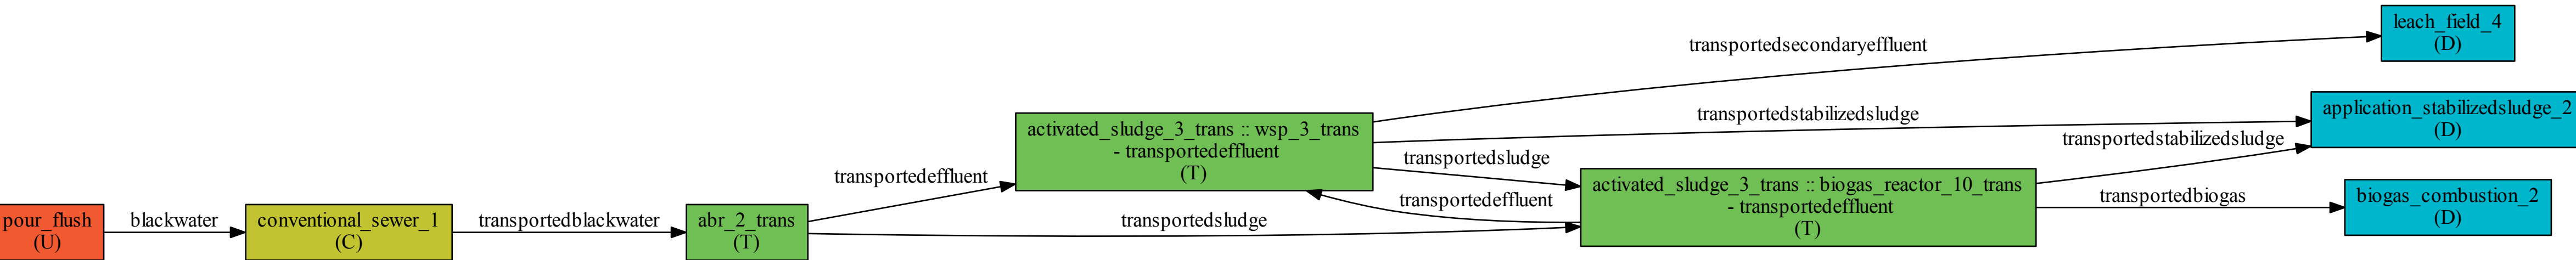 pour_flush
(U)
blackwater
conventional_sewer_1
(C)
transportedblackwater
abr_2_trans
(T)
transportedeffluent
transportedsludge
activated_sludge_3_trans :: wsp_3_trans
- transportedeffluent
(T)
transportedsecondaryeffluent
transportedstabilizedsludge
transportedsludge
transportedeffluent
activated_sludge_3_trans :: biogas_reactor_10_trans
- transportedeffluent
(T)
transportedstabilizedsludge
transportedbiogas
leach_field_4
(D)
application_stabilizedsludge_2
(D)
biogas_combustion_2
(D)